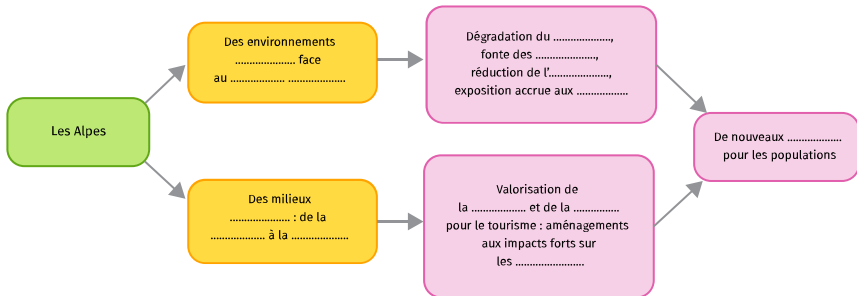 Les Alpes
Des environnements
..................... face
au ................... ....................
Dégradation du ....................,
fonte des .....................,
réduction de l'.....................,
exposition accrue aux ..................
Des milieux
..................... : de la
................... à la ....................
Valorisation de
la ................... et de la ................
pour le tourisme : aménagements
aux impacts forts sur
les ........................
De nouveaux ...................
pour les populations